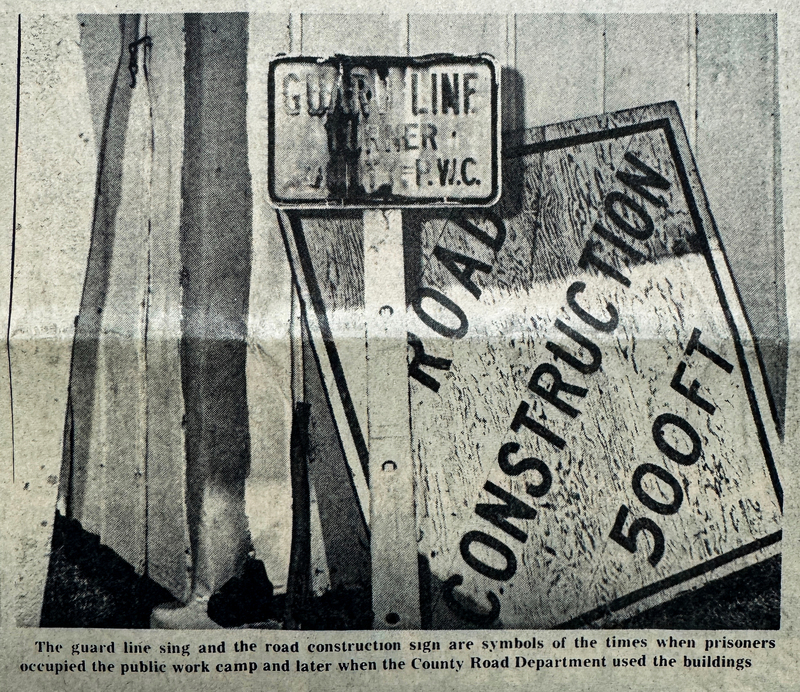 GUARD LINE
P.W.C.
ROAD
CONSTRUCTION
500FT
The guard line sing and the road construction sign are symbols of the times when prisoners
occupied the public work camp and later when the County Road Department used the buildings